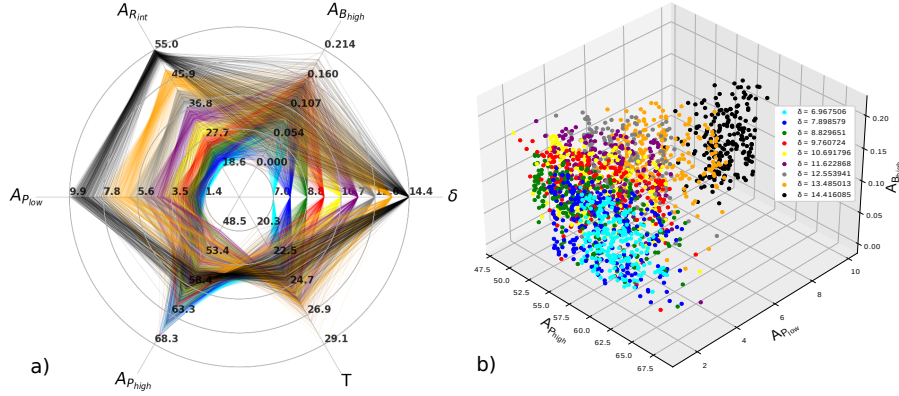 A_{R_{int}}
A_{B_{high}}
55.0
0.214
45.9
0.160
36.8
0.107
27.7
0.054
18.6
0.000
A_{P_{low}}
9.9
7.8
5.6
3.5
1.4
7.0
8.8
14.4
δ
48.5
20.3
53.4
22.5
58.4
24.7
63.3
26.9
68.3
29.1
a)
A_{P_{high}}
T
δ = 6.967506
δ = 7.898579
δ = 8.829651
δ = 9.760724
δ = 10.691796
δ = 11.622868
δ = 12.553941
δ = 13.485013
δ = 14.416085
0.20
0.15
0.10
0.05
0.00
A_{B_{high}}
47.5
50.0
52.5
55.0
57.5
60.0
62.5
65.0
67.5
A_{P_{high}}
2
4
6
8
10
A_{P_{low}}
b)